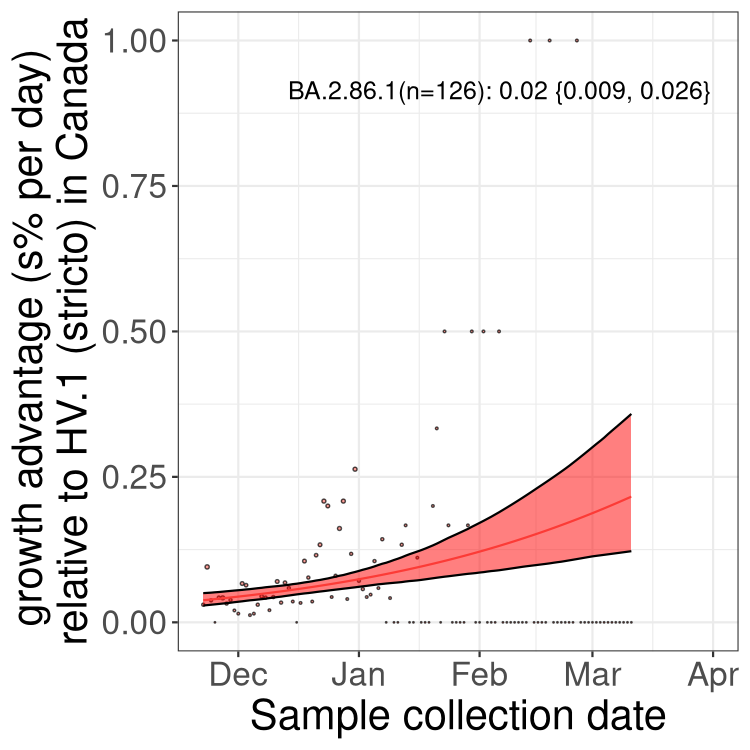 growth advantage (s% per day)
relative to HV.1 (stricto) in Canada
1.00
0.75
0.50
0.25
0.00
BA.2.86.1(n=126): 0.02 {0.009, 0.026}
Dec Jan Feb Mar Apr
Sample collection date